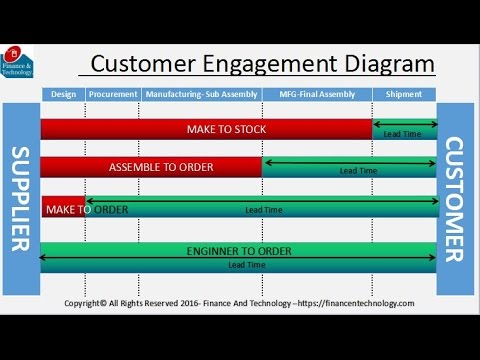 Finance &
Technology
Customer Engagement Diagram
Design Procurement Manufacturing- Sub Assembly MFG-Final Assembly Shipment
SUPPLIER
CUSTOMER
MAKE TO STOCK
Lead Time
ASSEMBLE TO ORDER
Lead Time
MAKE TO ORDER
Lead Time
ENGINNER TO ORDER
Lead Time
Copyright© All Rights Reserved 2016- Finance And Technology –https://financentechnology.com